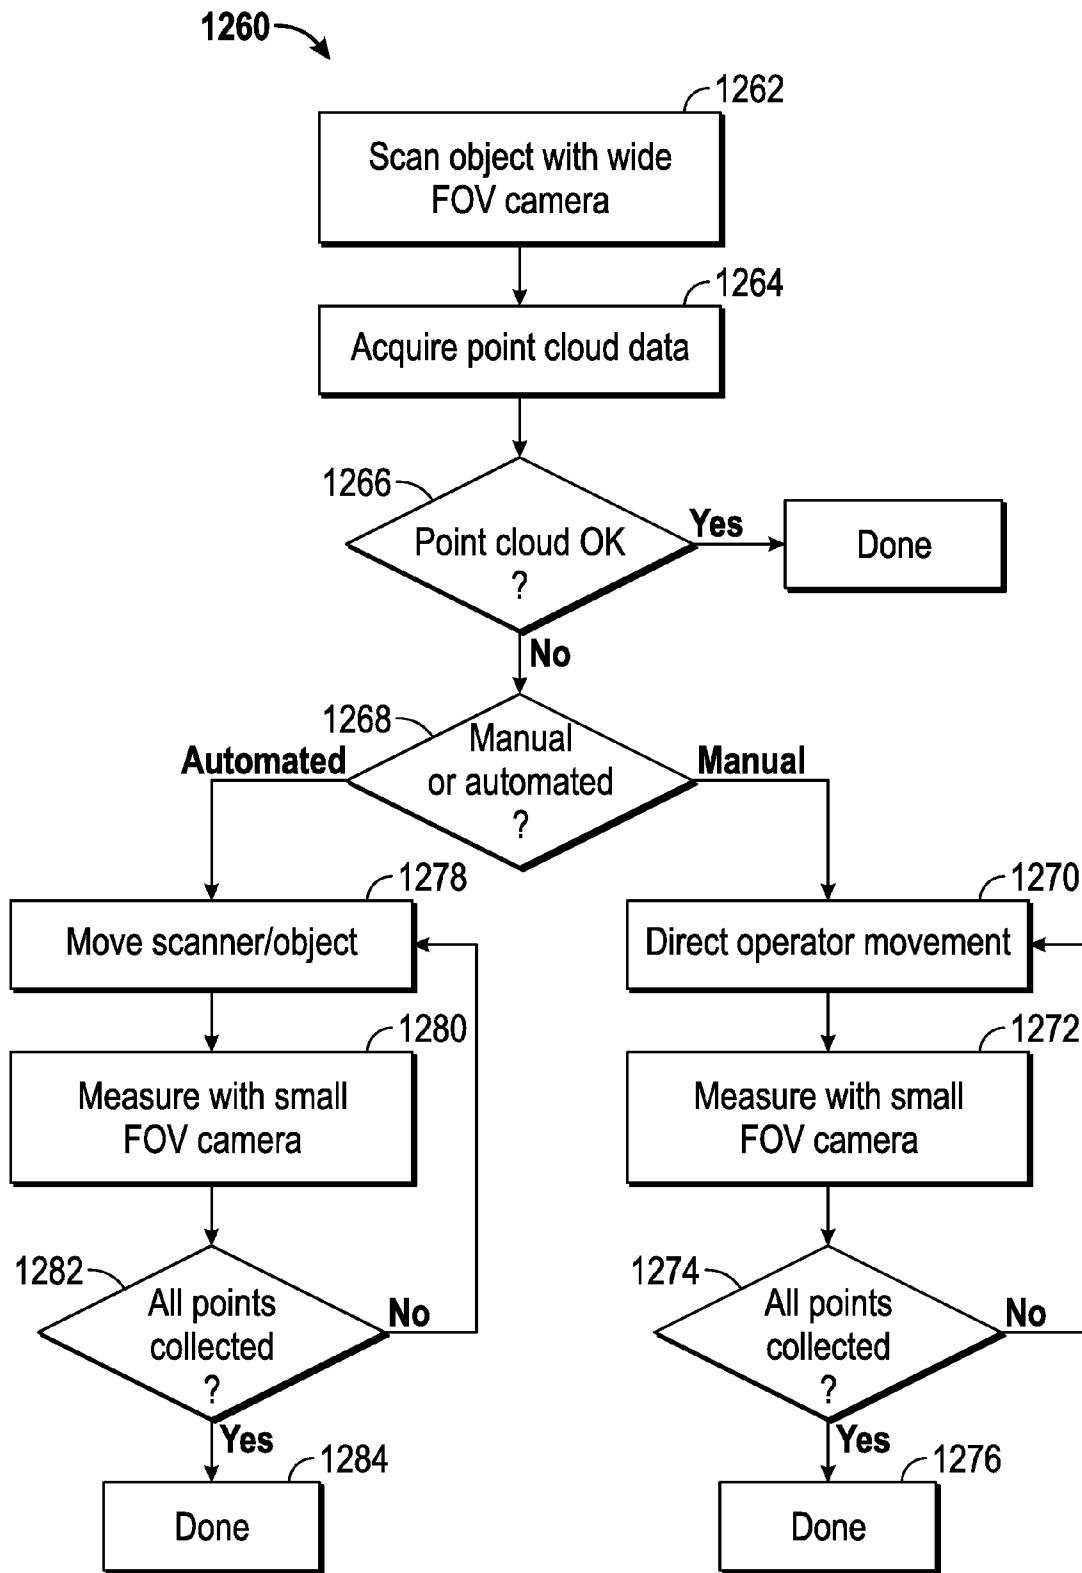 1260
1262
Scan object with wide
FOV camera
1264
Acquire point cloud data
1266
Point cloud OK
?
Yes
Done
No
1268
Manual
or automated
?
Automated
Manual
1278
Move scanner/object
1280
Measure with small
FOV camera
1282
All points
collected
?
No
Yes
1284
Done
1270
Direct operator movement
1272
Measure with small
FOV camera
1274
All points
collected
?
No
Yes
1276
Done